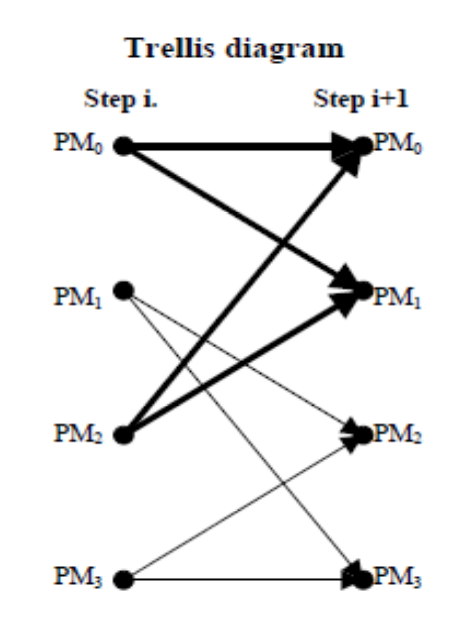 Trellis diagram
Step i. Step i+1
PM₀ PM₀
PM₁ PM₁
PM₂ PM₂
PM₃ PM₃